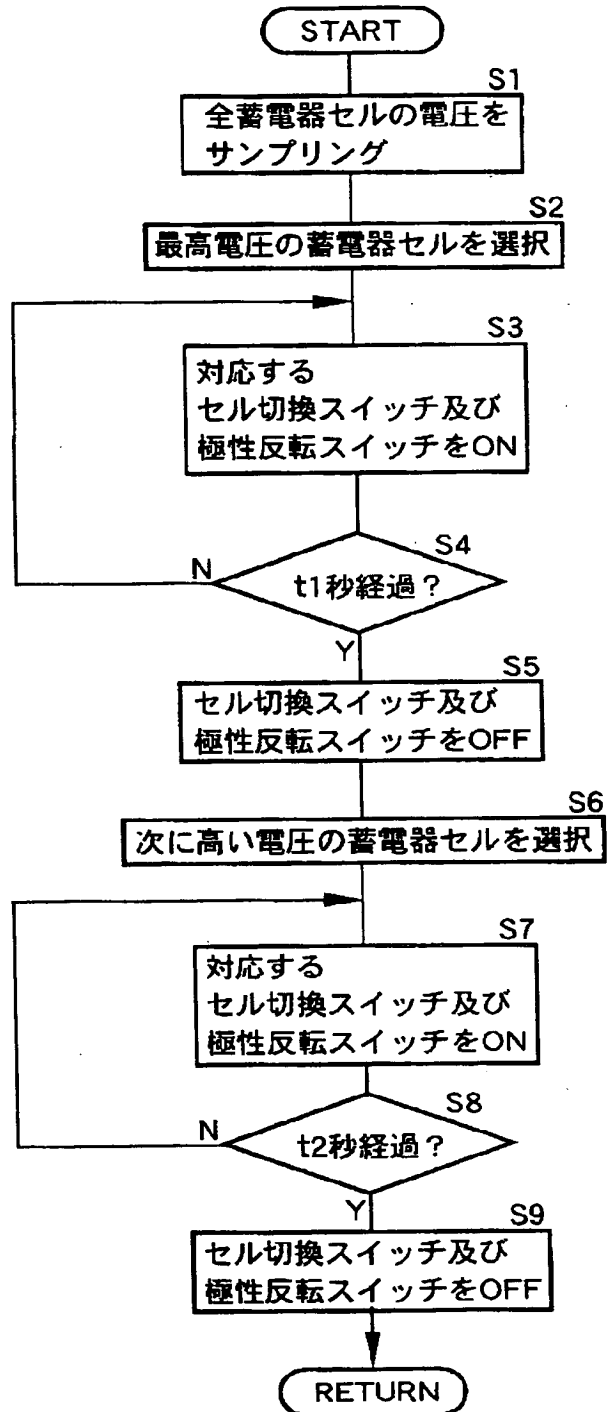 START
S1
全蓄電器セルの電圧を
サンプリング
S2
最高電圧の蓄電器セルを選択
S3
対応する
セル切換スイッチ及び
極性反転スイッチをON
S4
N
t1秒経過？
Y
S5
セル切換スイッチ及び
極性反転スイッチをOFF
S6
次に高い電圧の蓄電器セルを選択
S7
対応する
セル切換スイッチ及び
極性反転スイッチをON
S8
N
t2秒経過？
Y
S9
セル切換スイッチ及び
極性反転スイッチをOFF
RETURN